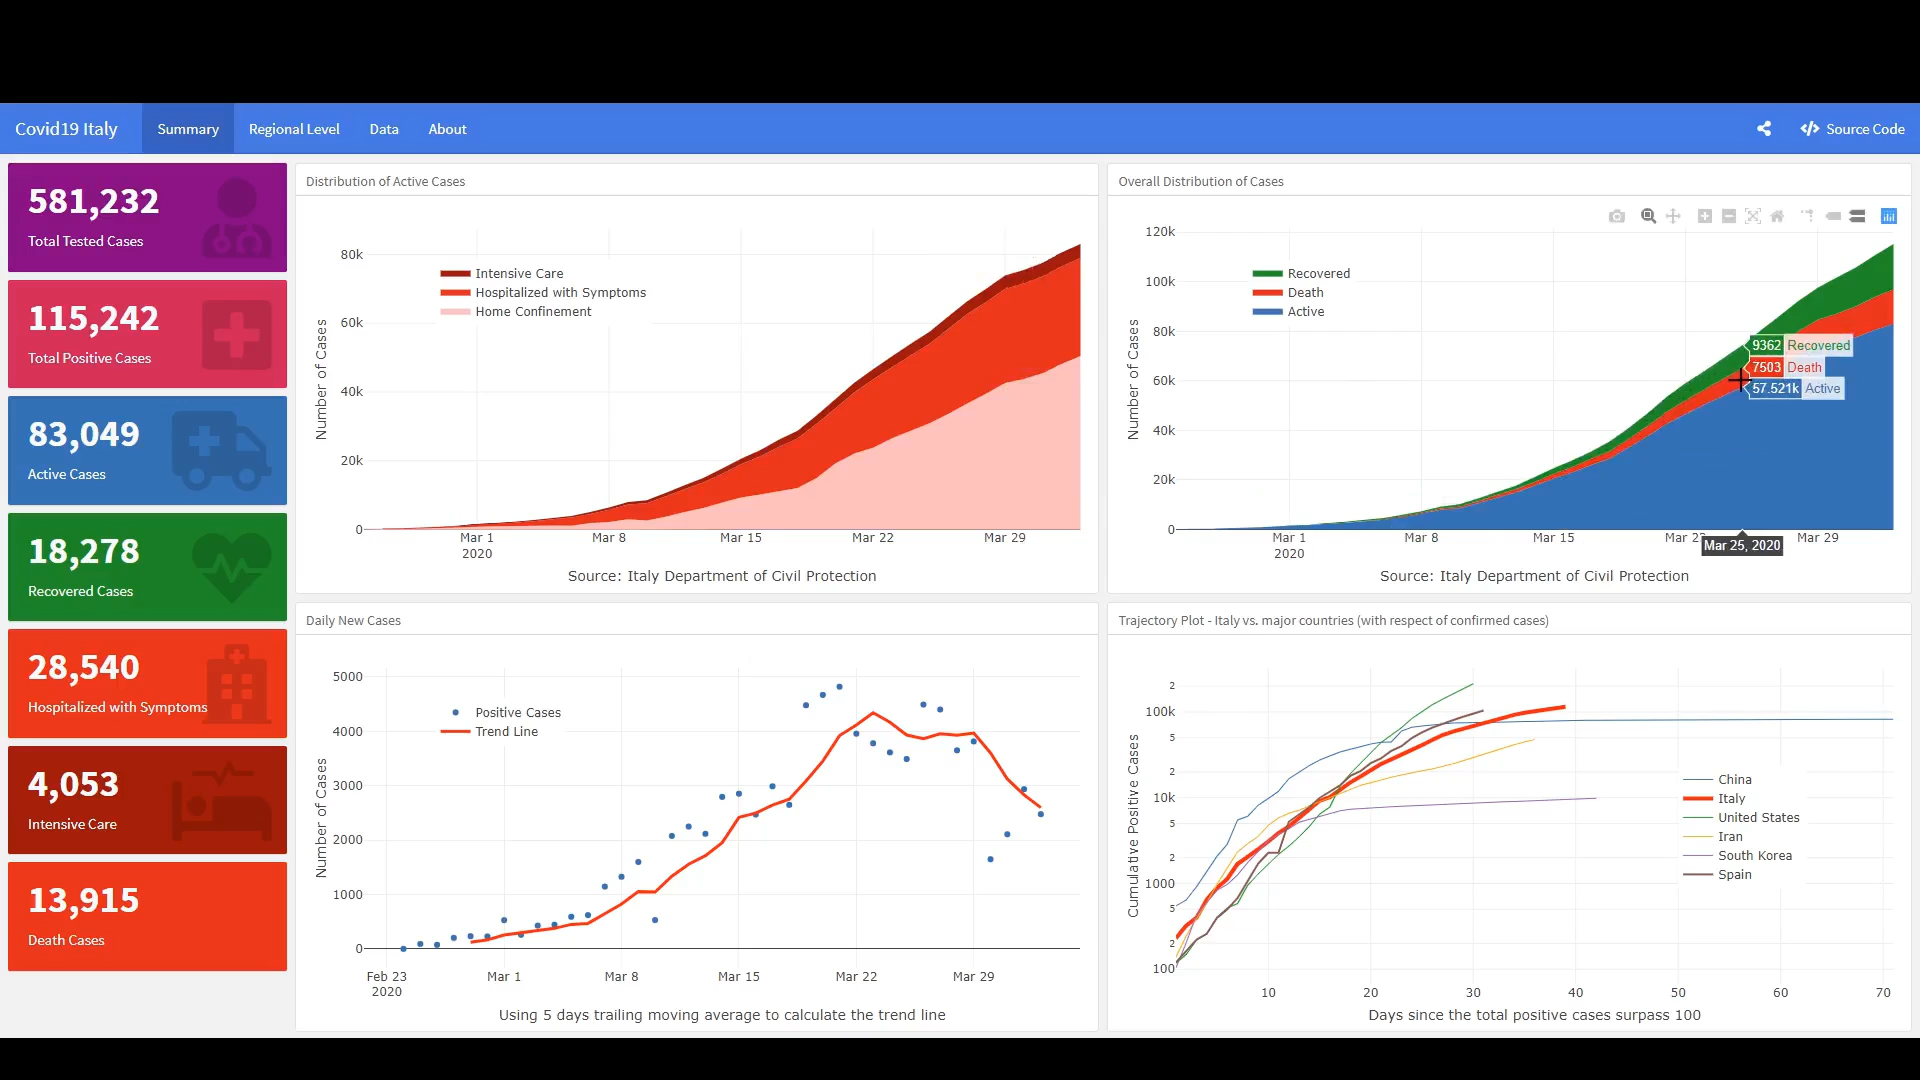 Covid19 Italy
Summary
Regional Level
Data
About
Source Code
581,232
Total Tested Cases
115,242
Total Positive Cases
83,049
Active Cases
18,278
Recovered Cases
28,540
Hospitalized with Symptoms
4,053
Intensive Care
13,915
Death Cases
Distribution of Active Cases
Number of Cases
80k
60k
40k
20k
0
Intensive Care
Hospitalized with Symptoms
Home Confinement
Mar 1
2020
Mar 8
Mar 15
Mar 22
Mar 29
Source: Italy Department of Civil Protection
Overall Distribution of Cases
Number of Cases
120k
100k
80k
60k
40k
20k
0
Recovered
Death
Active
9362 Recovered
7503 Death
57.521k Active
Mar 1
2020
Mar 8
Mar 15
Mar 2
Mar 25, 2020
Mar 29
Source: Italy Department of Civil Protection
Daily New Cases
Number of Cases
5000
4000
3000
2000
1000
0
Positive Cases
Trend Line
Feb 23
2020
Mar 1
Mar 8
Mar 15
Mar 22
Mar 29
Using 5 days trailing moving average to calculate the trend line
Trajectory Plot - Italy vs. major countries (with respect of confirmed cases)
Cumulative Positive Cases
2
100k
5
2
10k
5
2
1000
5
2
100
China
Italy
United States
Iran
South Korea
Spain
10
20
30
40
50
60
70
Days since the total positive cases surpass 100